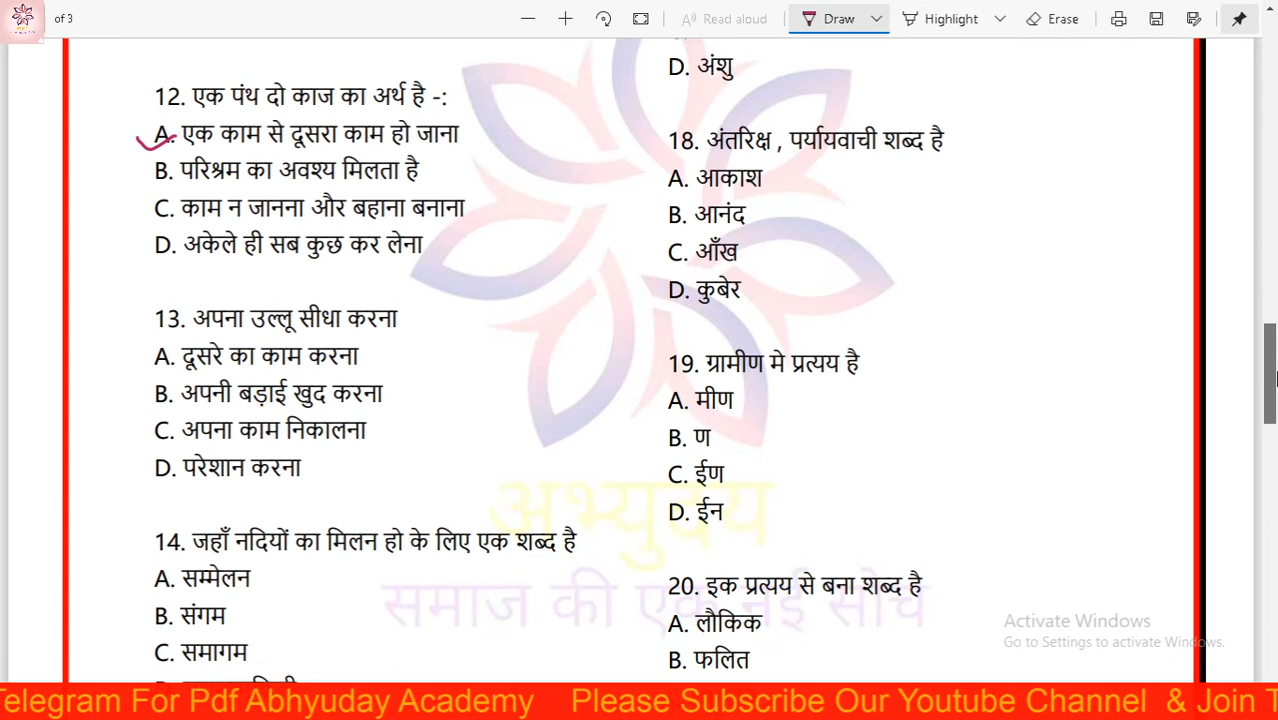 of 3
Read aloud
Draw
Highlight
Erase
12. एक पंथ दो काज का अर्थ है -:
A. एक काम से दूसरा काम हो जाना
B. परिश्रम का अवश्य मिलता है
C. काम न जानना और बहाना बनाना
D. अकेले ही सब कुछ कर लेना
13. अपना उल्लू सीधा करना
A. दूसरे का काम करना
B. अपनी बड़ाई खुद करना
C. अपना काम निकालना
D. परेशान करना
14. जहाँ नदियों का मिलन हो के लिए एक शब्द है
A. सम्मेलन
B. संगम
C. समागम
D. अंशु
18. अंतरिक्ष , पर्यायवाची शब्द है
A. आकाश
B. आनंद
C. आँख
D. कुबेर
19. ग्रामीण मे प्रत्यय है
A. मीण
B. ण
C. ईण
D. ईन
20. इक प्रत्यय से बना शब्द है
A. लौकिक
B. फलित
अभ्युदय
समाज की एक नई सोच
Activate Windows
Go to Settings to activate Windows.
Telegram For Pdf Abhyuday Academy Please Subscribe Our Youtube Channel & Join T